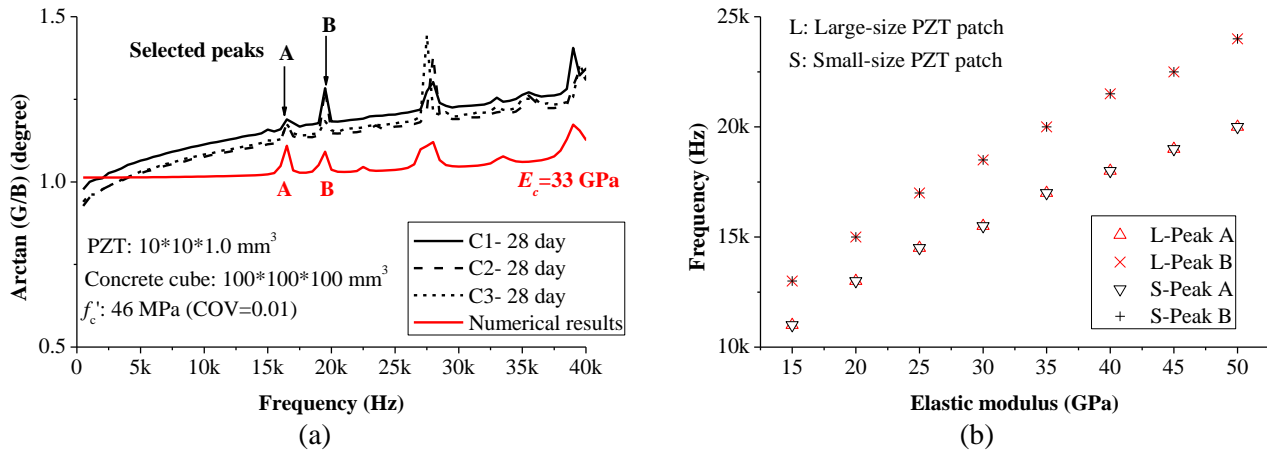 1.5
1.0
0.5
Arctan (G/B) (degree)
Selected peaks
A
B
A
B
E_c=33 GPa
PZT: 10*10*1.0 mm³
Concrete cube: 100*100*100 mm³
f_c': 46 MPa (COV=0.01)
C1- 28 day
C2- 28 day
C3- 28 day
Numerical results
0 5k 10k 15k 20k 25k 30k 35k 40k
Frequency (Hz)
(a)
25k
20k
15k
10k
Frequency (Hz)
L: Large-size PZT patch
S: Small-size PZT patch
L-Peak A
L-Peak B
S-Peak A
S-Peak B
15 20 25 30 35 40 45 50
Elastic modulus (GPa)
(b)